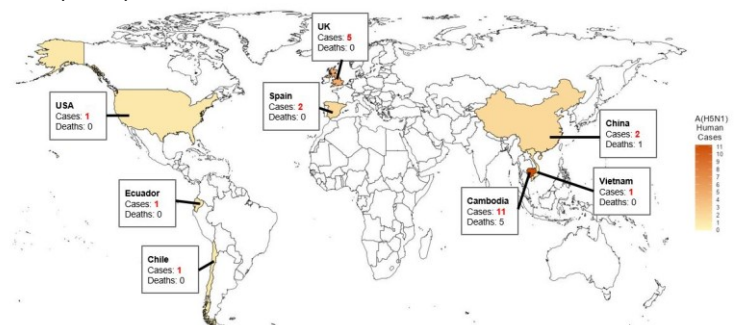 UK
Cases: 5
Deaths: 0
Spain
Cases: 2
Deaths: 0
USA
Cases: 1
Deaths: 0
China
Cases: 2
Deaths: 1
Ecuador
Cases: 1
Deaths: 0
Cambodia
Cases: 11
Deaths: 5
Vietnam
Cases: 1
Deaths: 0
Chile
Cases: 1
Deaths: 0
A(H5N1)
Human
Cases
11
10
9
8
7
6
5
4
3
2
1
0